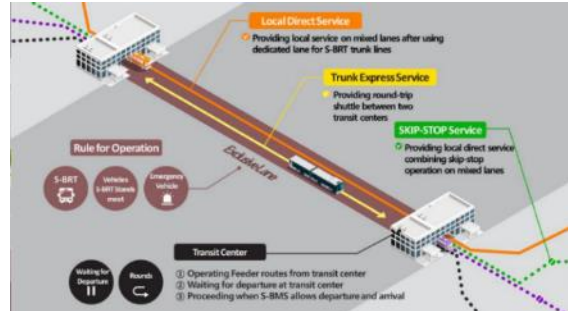 Local Direct Service
Providing local service on mixed lanes after using
dedicated lane for S-BRT trunk lines
Trunk Express Service
Providing round-trip
shuttle between two
transit centers
SKIP-STOP Service
Providing local direct service
combining skip-stop
operation on mixed lanes
Rule for Operation
S-BRT
Vehicles
S-BRT Stands
meet
Emergency
Vehicle
Exclusive Lane
Transit Center
Waiting for
Departure
Rounds
① Operating Feeder routes from transit center
② Waiting for departure at transit center
③ Proceeding when S-BMS allows departure and arrival